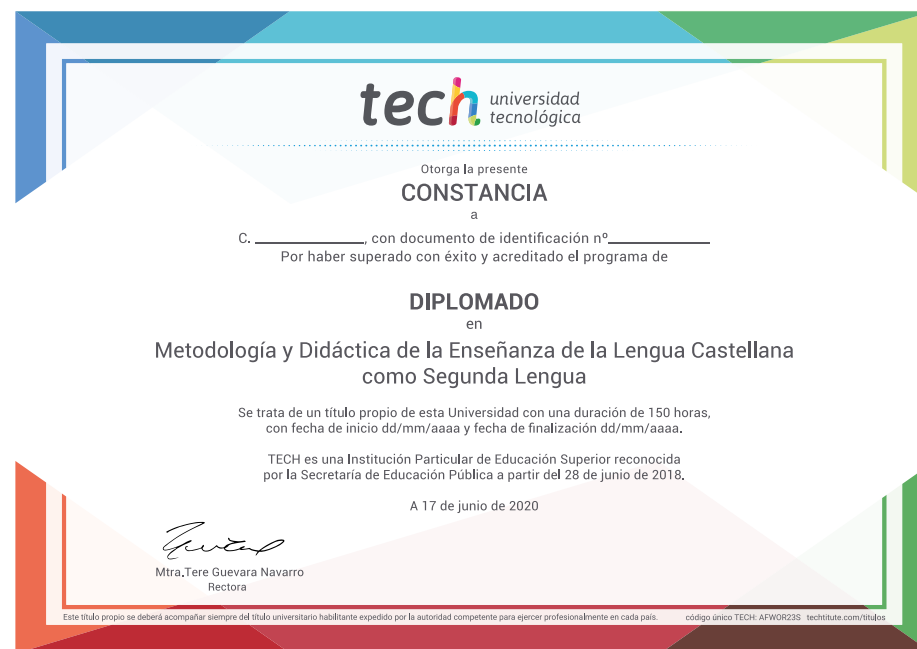 tech universidad
tecnológica
Otorga la presente
CONSTANCIA
a
C. ____________, con documento de identificación nº____________
Por haber superado con éxito y acreditado el programa de
DIPLOMADO
en
Metodología y Didáctica de la Enseñanza de la Lengua Castellana
como Segunda Lengua
Se trata de un título propio de esta Universidad con una duración de 150 horas,
con fecha de inicio dd/mm/aaaa y fecha de finalización dd/mm/aaaa.
TECH es una Institución Particular de Educación Superior reconocida
por la Secretaría de Educación Pública a partir del 28 de junio de 2018.
A 17 de junio de 2020
Mtra.Tere Guevara Navarro
Rectora
Este título propio se deberá acompañar siempre del título universitario habilitante expedido por la autoridad competente para ejercer profesionalmente en cada país. código único TECH: AFWOR23S techtitute.com/titulos